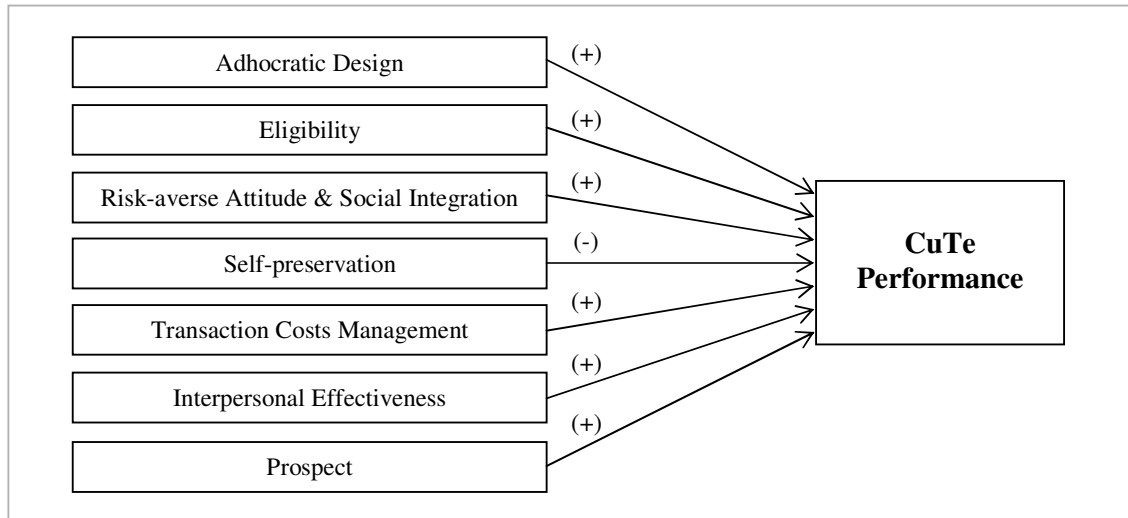 Adhocratic Design
(+)
Eligibility
(+)
Risk-averse Attitude & Social Integration
(+)
Self-preservation
(-)
Transaction Costs Management
(+)
Interpersonal Effectiveness
(+)
Prospect
(+)
CuTe
Performance